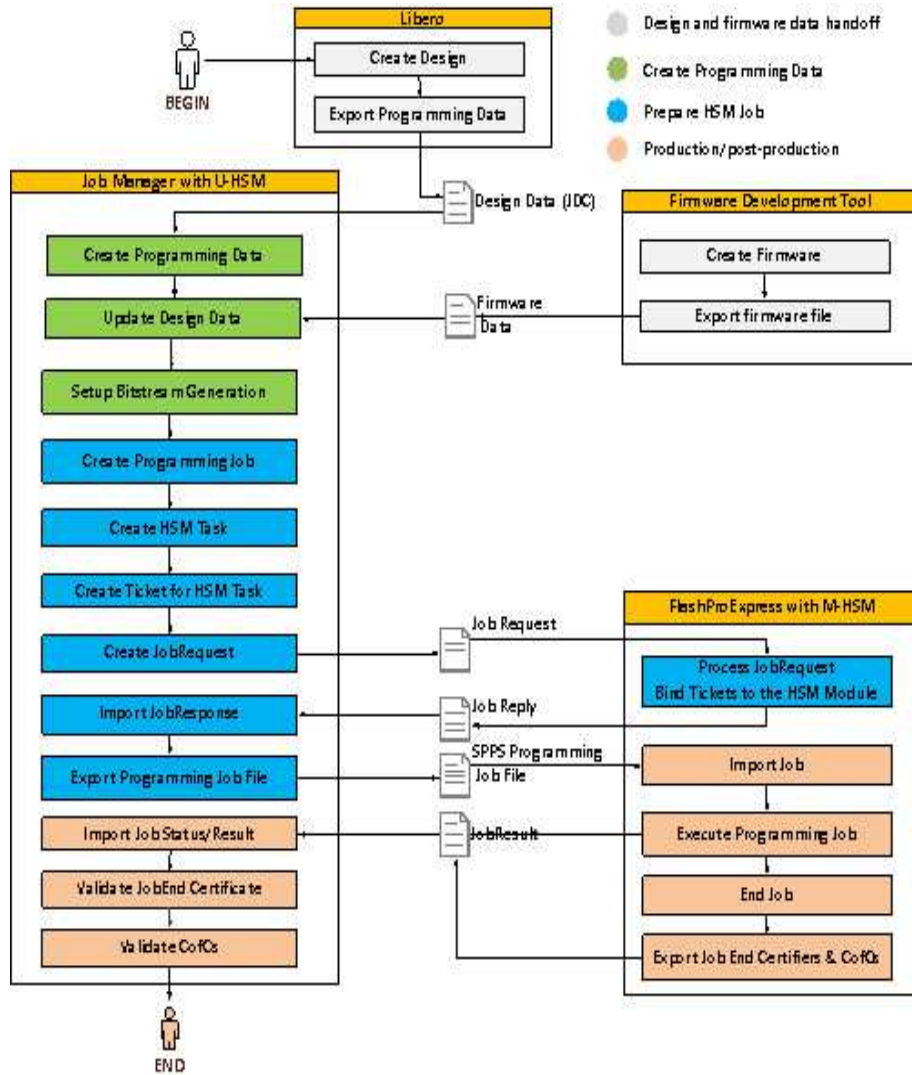 Libero
Create Design
Export Programming Data
BEGIN
Design and firmware data handoff
Create Programming Data
Prepare HSM Job
Production/post-production
Job Manager with U-HSM
Design Data (JDC)
Firmware Development Tool
Create Programming Data
Create Firmware
Update Design Data
Firmware
Data
Export firmware file
Setup Bitstream Generation
Create Programming Job
Create HSM Task
Create Ticket for HSM Task
FlashPro Express with M-HSM
Create JobRequest
Job Request
Process JobRequest
Bind Tickets to the HSM Module
Import JobResponse
Job Reply
Export Programming Job File
SPPS Programming
Job File
Import Job
Import Job Status/Result
JobResult
Execute Programming Job
Validate JobEnd Certificate
End Job
Validate CofCs
Export Job End Certifiers & CofCs
END